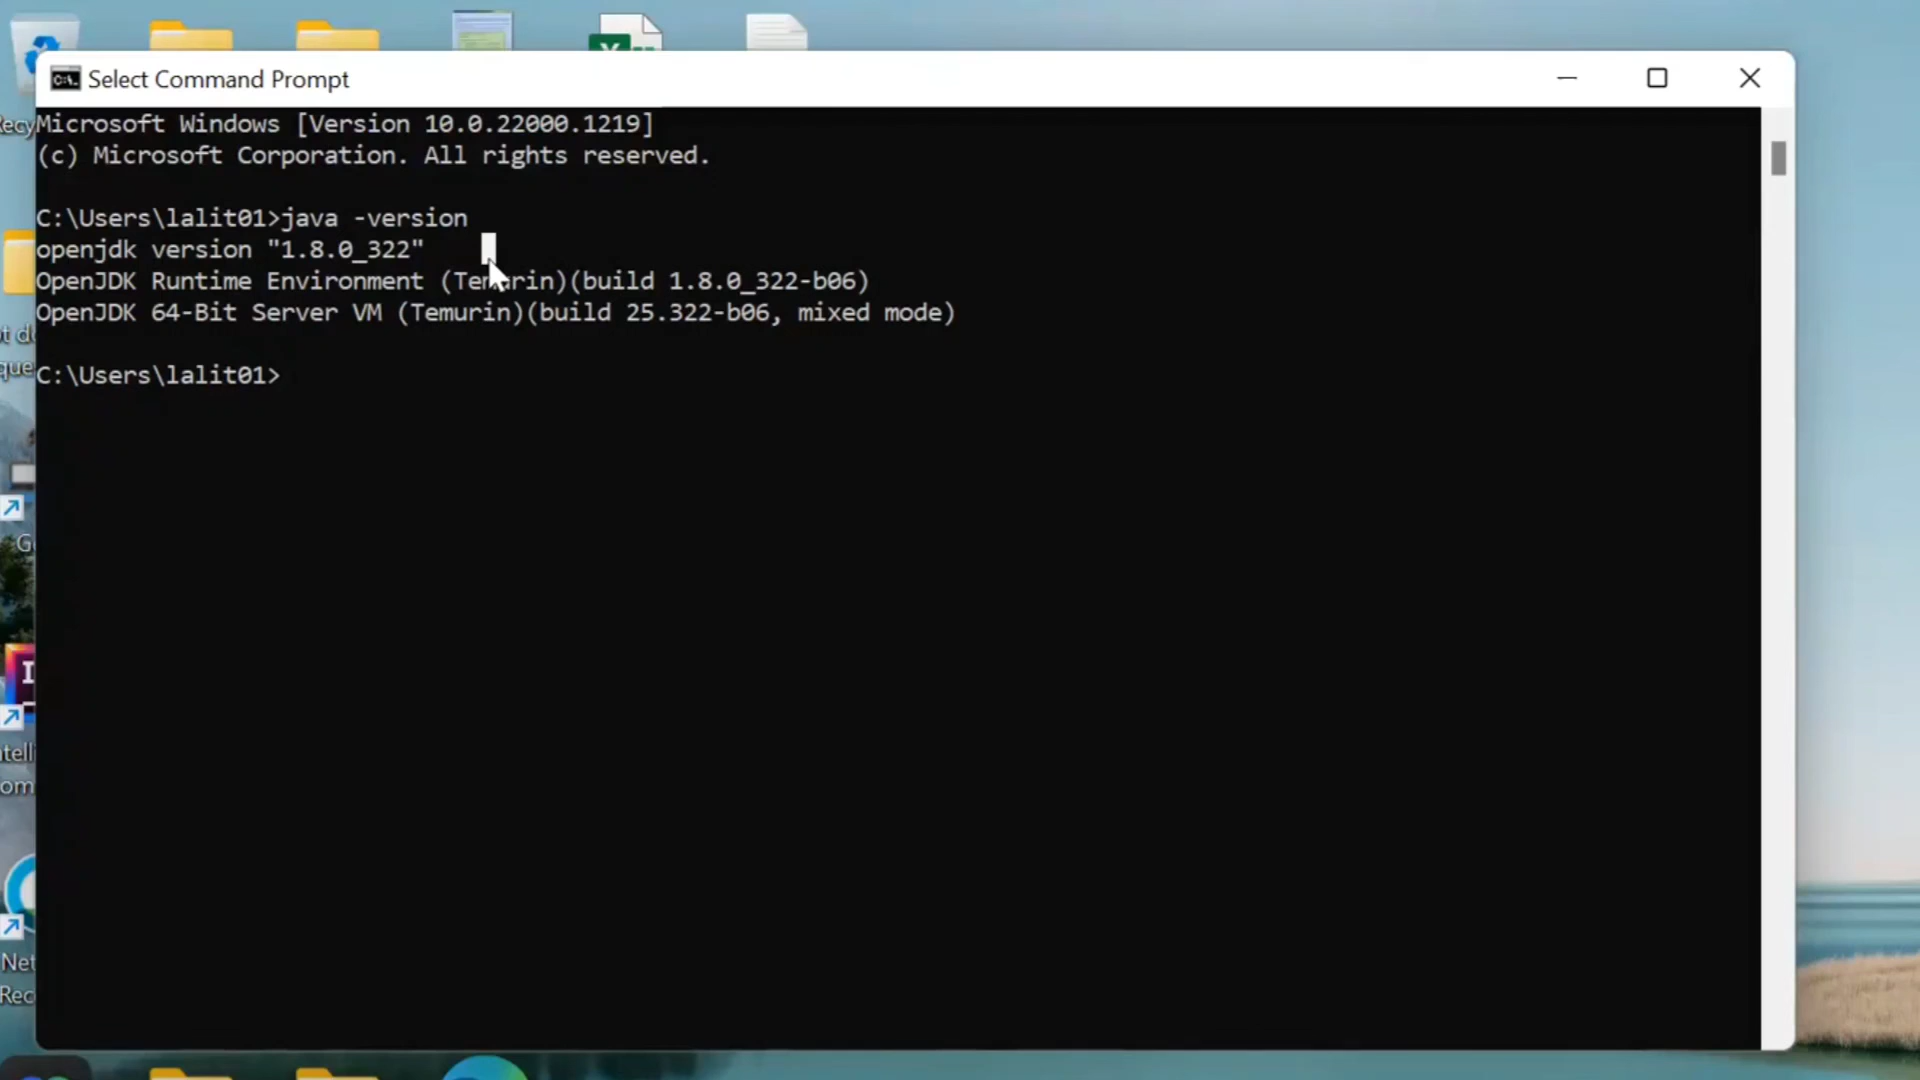 Select Command Prompt
Microsoft Windows [Version 10.0.22000.1219]
(c) Microsoft Corporation. All rights reserved.
C:\Users\lalit01>java -version
openjdk version "1.8.0_322"
OpenJDK Runtime Environment (Temurin)(build 1.8.0_322-b06)
OpenJDK 64-Bit Server VM (Temurin)(build 25.322-b06, mixed mode)
C:\Users\lalit01>